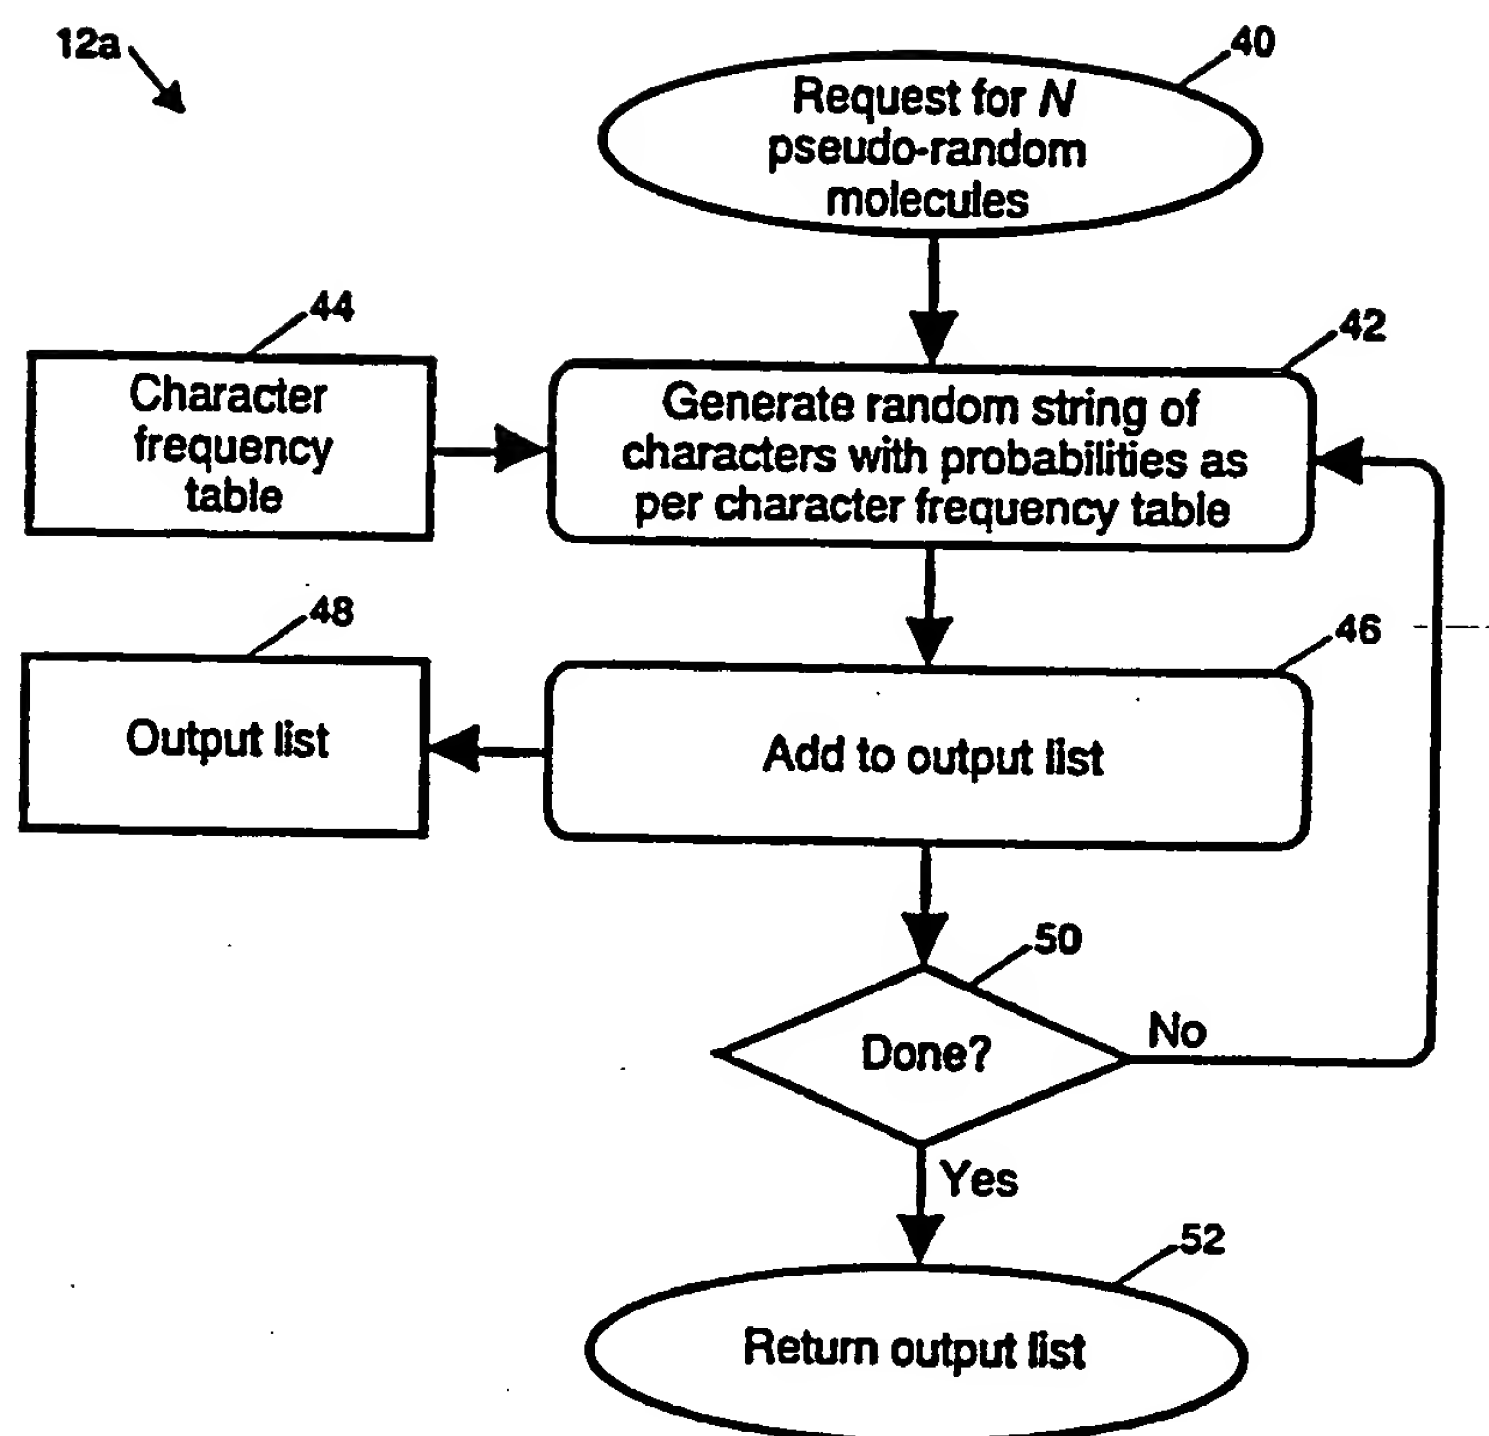 12a
40
Request for N
pseudo-random
molecules
44
Character
frequency
table
42
Generate random string of
characters with probabilities as
per character frequency table
48
Output list
46
Add to output list
50
Done?
No
Yes
52
Return output list